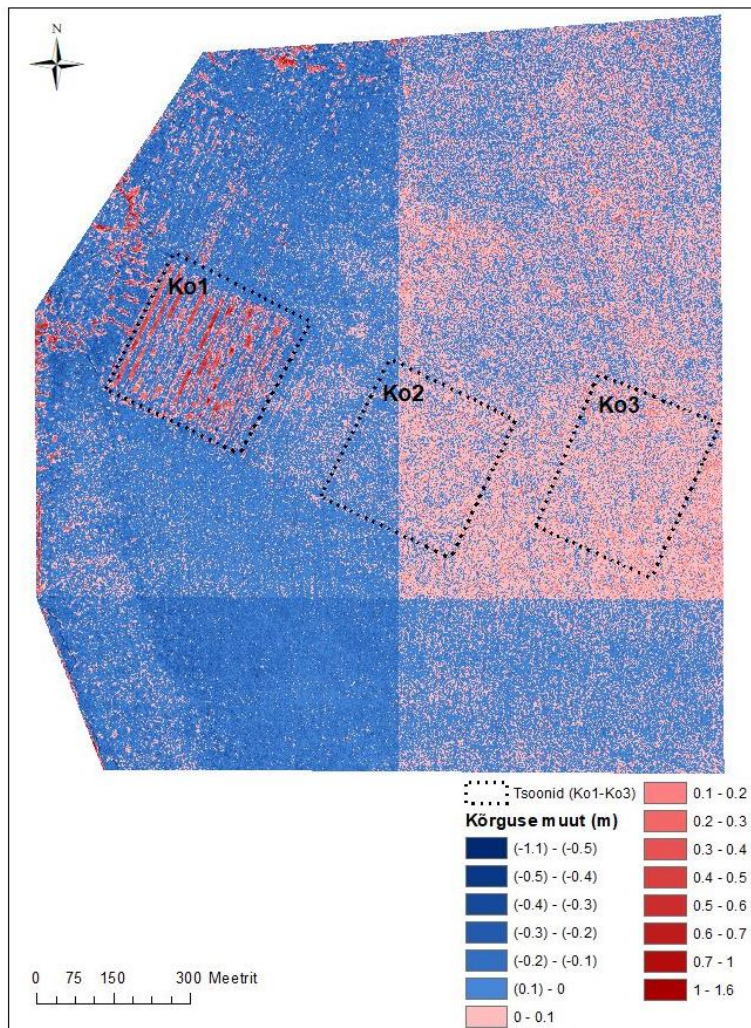 N
Ko1
Ko2
Ko3
Tsoonid (Ko1-Ko3)
Kõrguse muut (m)
(-1.1) - (-0.5)
(-0.5) - (-0.4)
(-0.4) - (-0.3)
(-0.3) - (-0.2)
(-0.2) - (-0.1)
(0.1) - 0
0 - 0.1
0.1 - 0.2
0.2 - 0.3
0.3 - 0.4
0.4 - 0.5
0.5 - 0.6
0.6 - 0.7
0.7 - 1
1 - 1.6
0 75 150 300 Meetrit